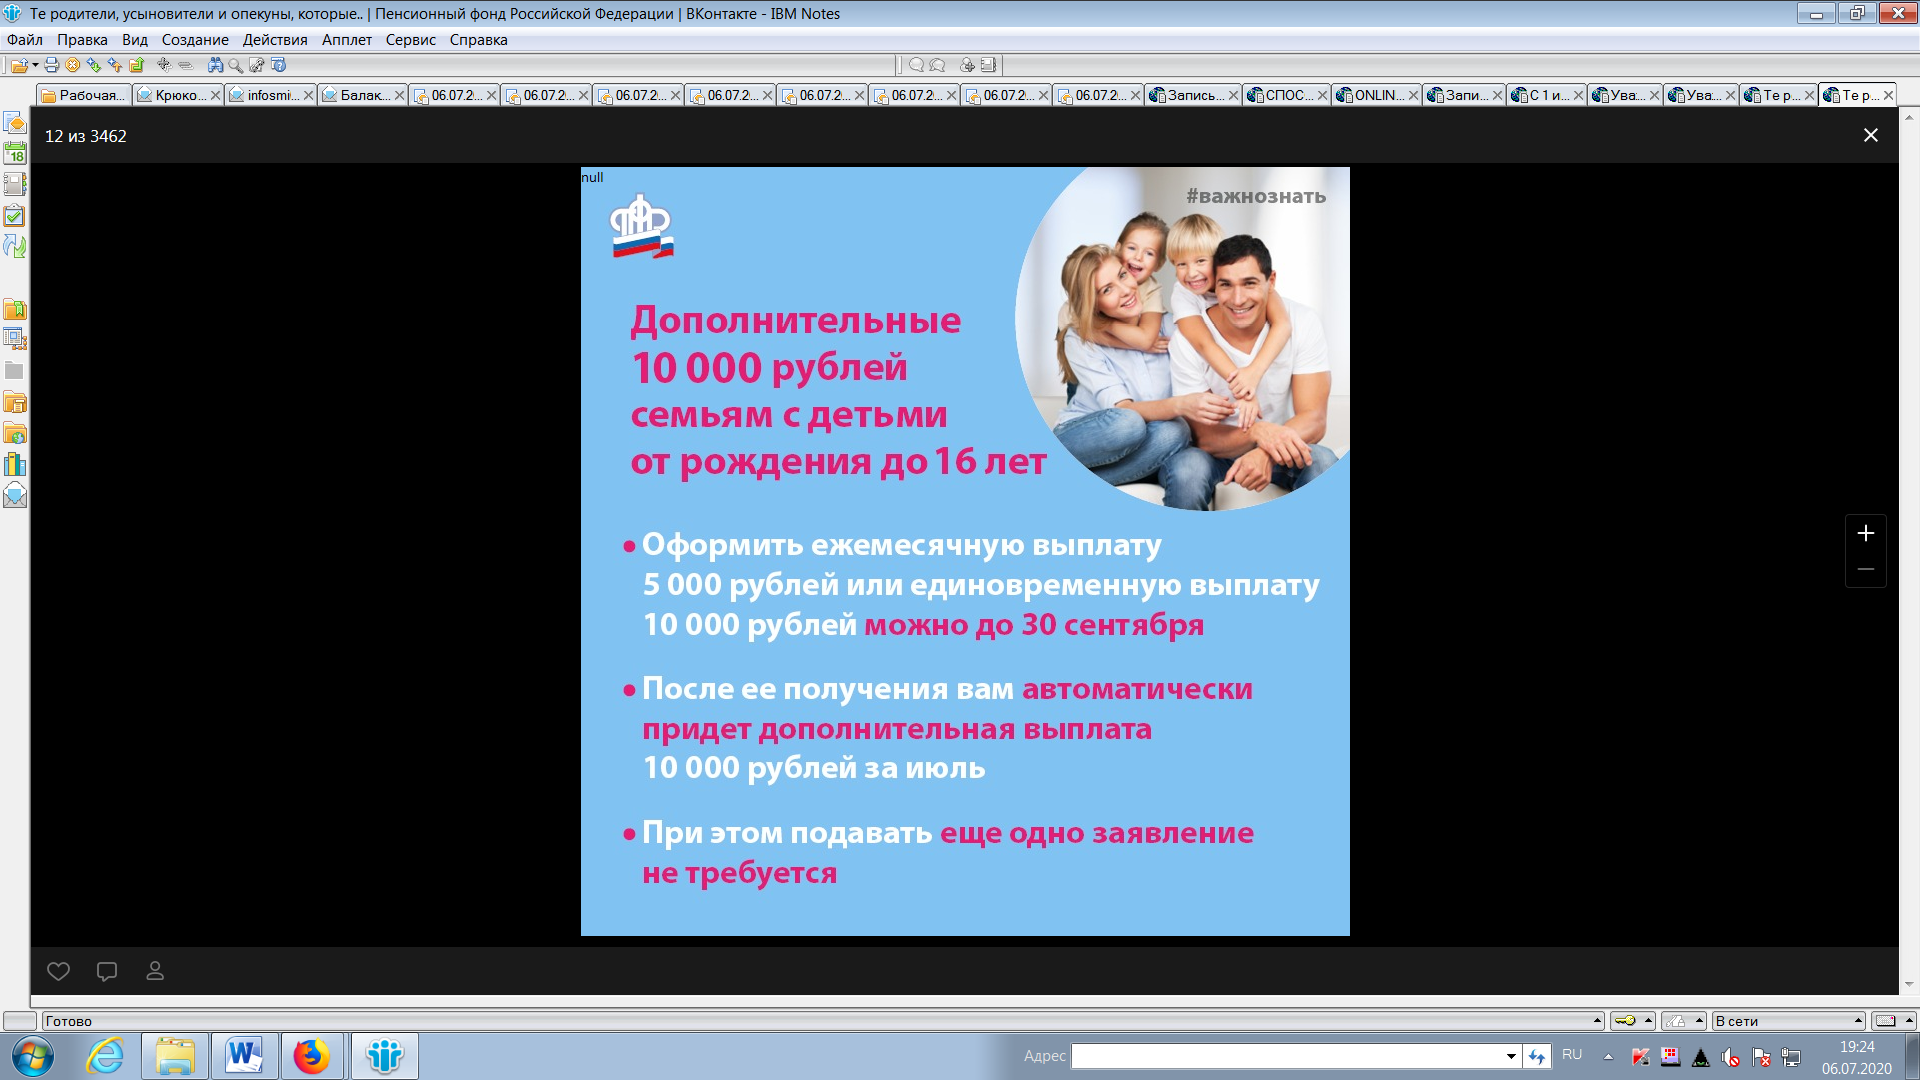 Те родители, усыновители и опекуны, которые.. | Пенсионный фонд Российской Федерации | ВКонтакте - IBM Notes
Файл Правка Вид Создание Действия Апплет Сервис Справка
Рабочая... Крюко... infosmi... Балак... 06.07.2... 06.07.2... 06.07.2... 06.07.2... 06.07.2... 06.07.2... 06.07.2... 06.07.2... Запись... СПОС... ONLIN... Запи... С 1 и... Ува... Ува... Те р... Те р...
12 из 3462
null
#важнознать
Дополнительные
10 000 рублей
семьям с детьми
от рождения до 16 лет
• Оформить ежемесячную выплату
5 000 рублей или единовременную выплату
10 000 рублей можно до 30 сентября
• После ее получения вам автоматически
придет дополнительная выплата
10 000 рублей за июль
• При этом подавать еще одно заявление
не требуется
Готово
В сети
Адрес
RU
19:24
06.07.2020